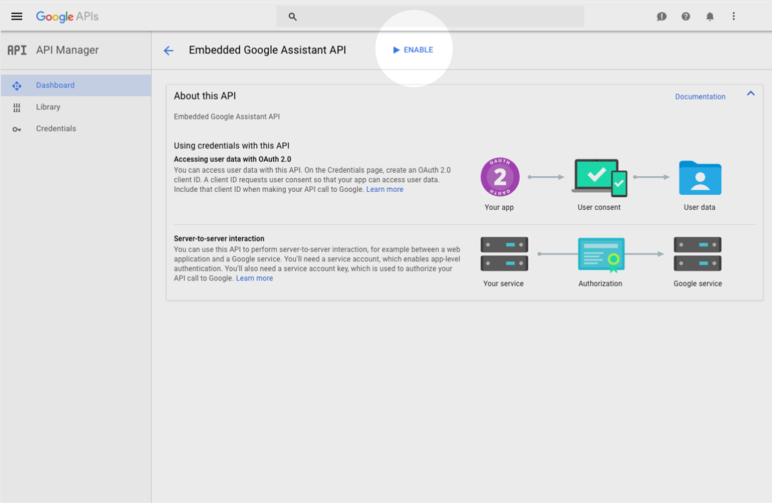 Google APIs
API API Manager
Embedded Google Assistant API
ENABLE
Dashboard
Library
Credentials
About this API
Documentation
Embedded Google Assistant API
Using credentials with this API
Accessing user data with OAuth 2.0
You can access user data with this API. On the Credentials page, create an OAuth 2.0
client ID. A client ID requests user consent so that your app can access user data.
Include that client ID when making your API call to Google. Learn more
OAUTH
2
OAUTH
Your app
User consent
User data
Server-to-server interaction
You can use this API to perform server-to-server interaction, for example between a web
application and a Google service. You'll need a service account, which enables app-level
authentication. You'll also need a service account key, which is used to authorize your
API call to Google. Learn more
Your service
Authorization
Google service